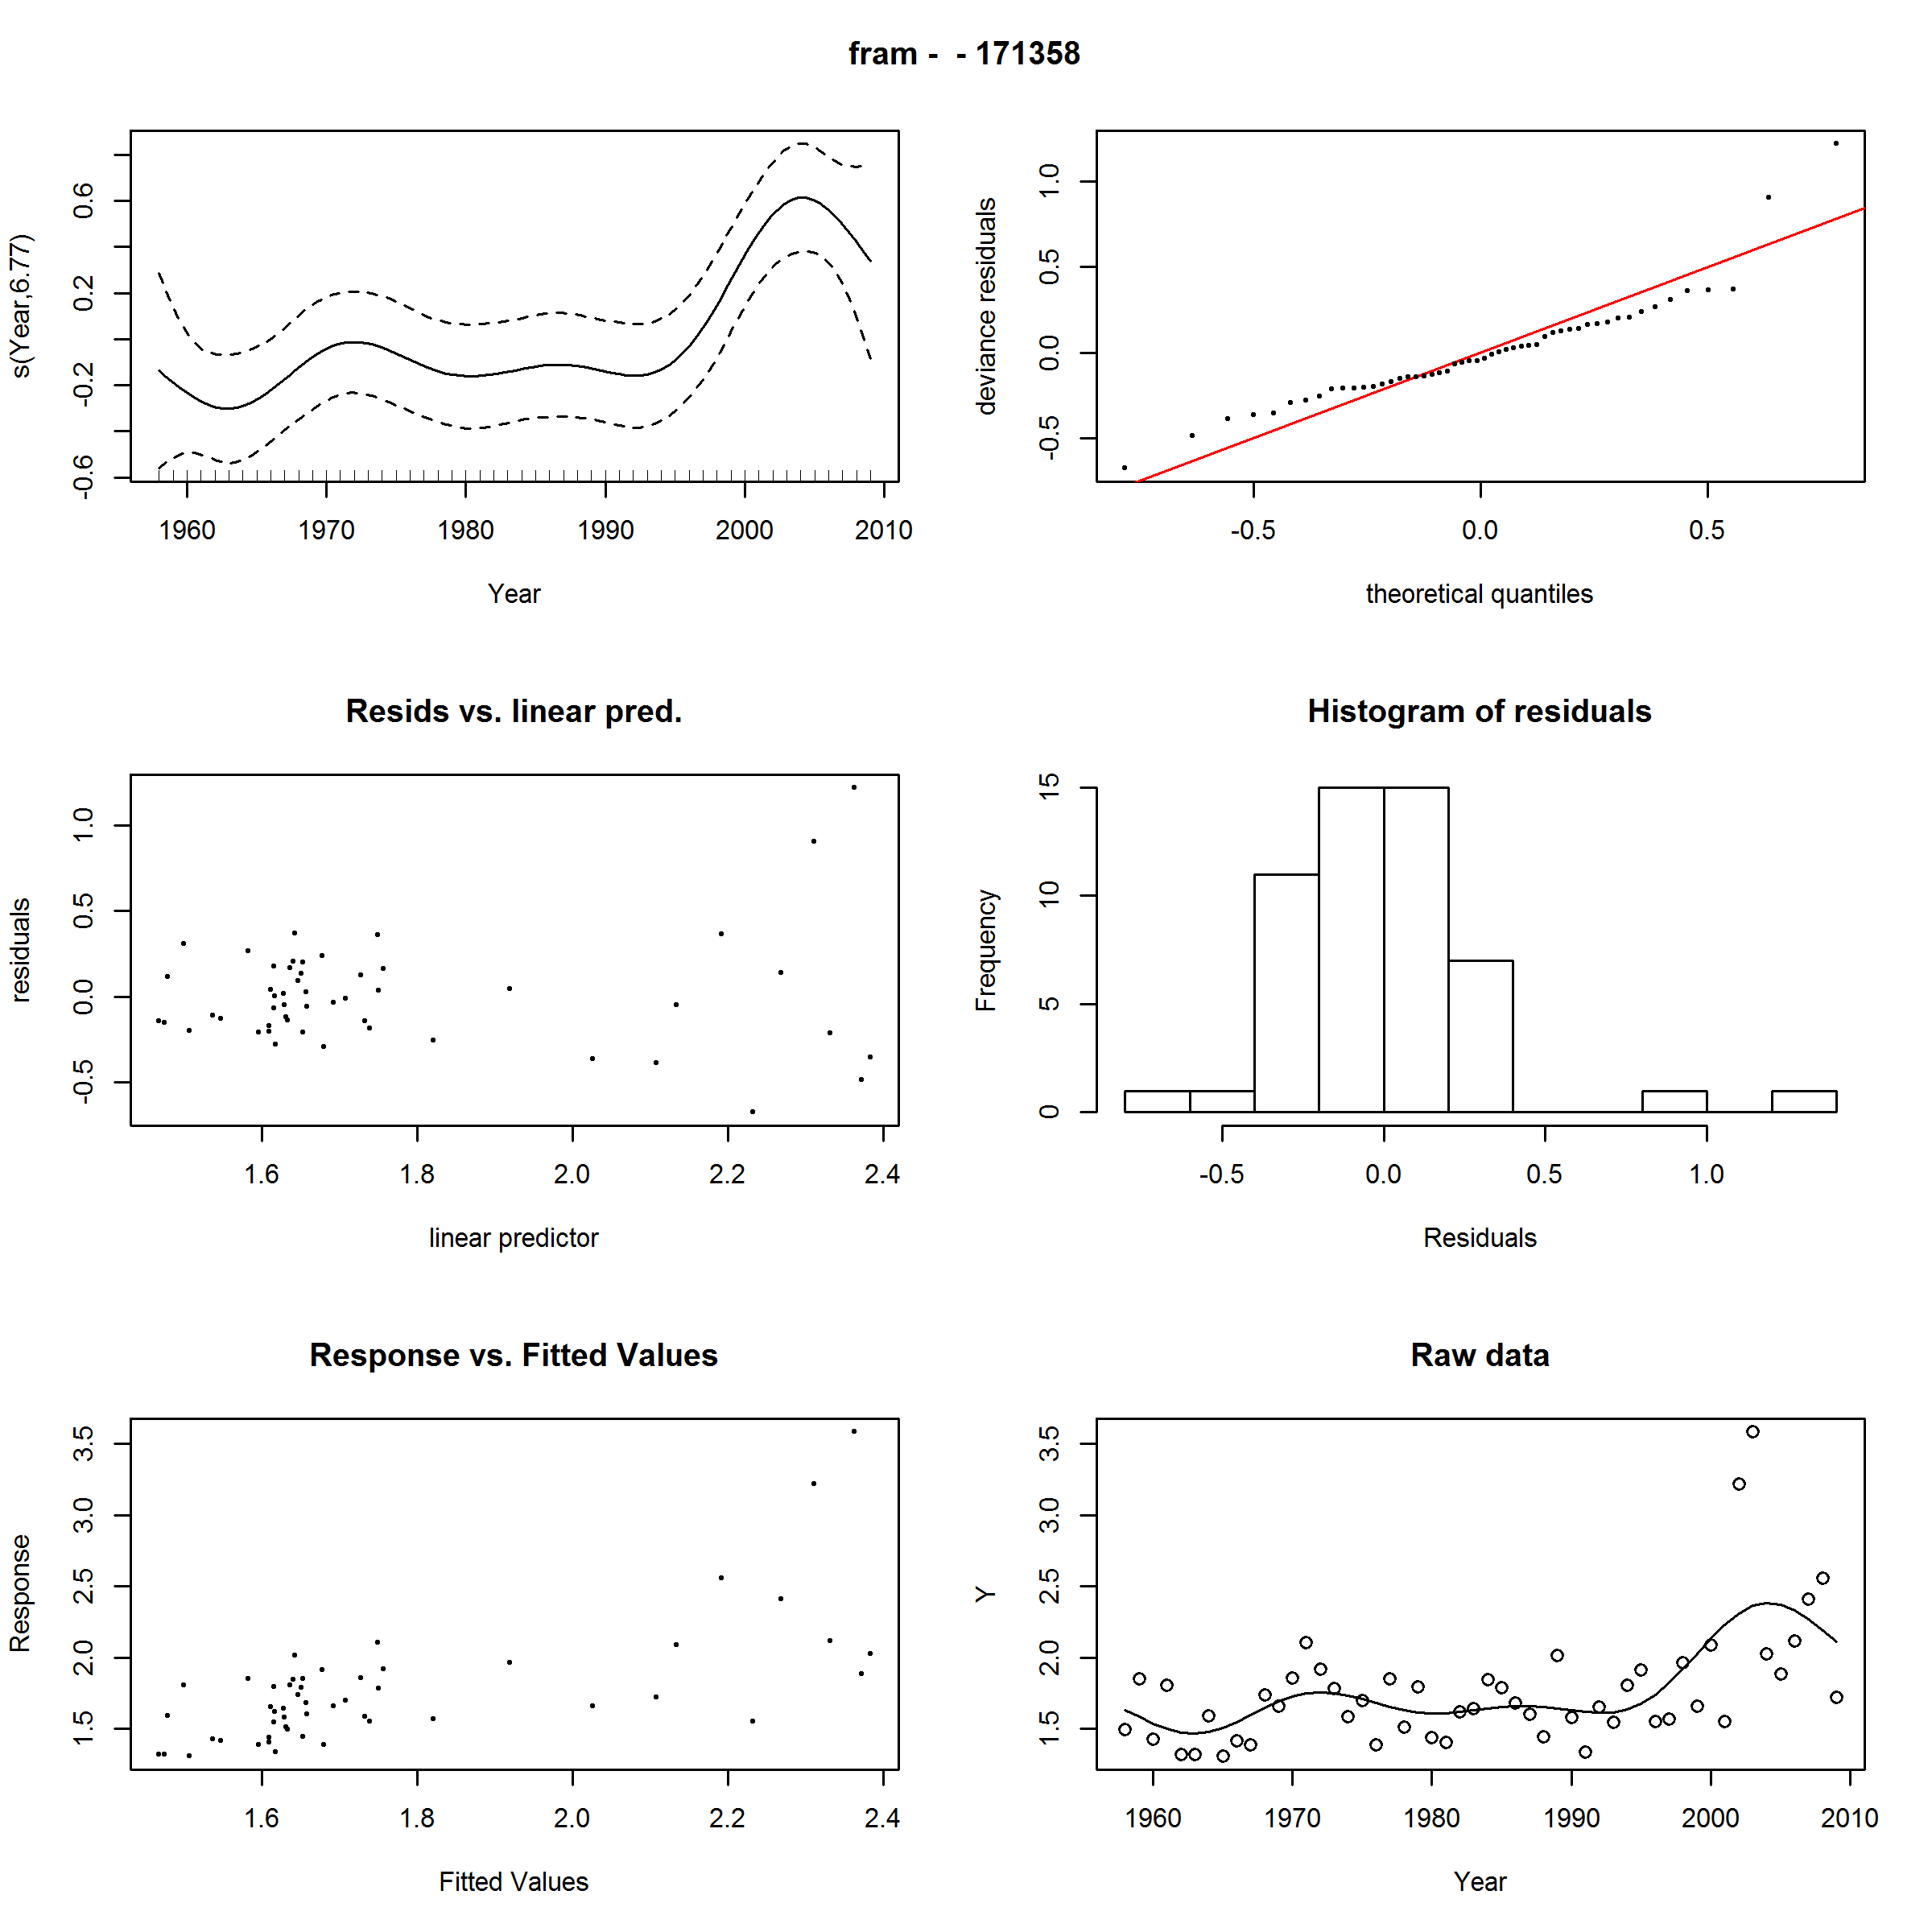 fram -  - 171358
s(Year,6.77)
-0.6 -0.2 0.2 0.6
1960 1970 1980 1990 2000 2010
Year
deviance residuals
-0.5 0.0 0.5 1.0
-0.5 0.0 0.5
theoretical quantiles
Resids vs. linear pred.
residuals
-0.5 0.0 0.5 1.0
1.6 1.8 2.0 2.2 2.4
linear predictor
Histogram of residuals
Frequency
0 5 10 15
-0.5 0.0 0.5 1.0
Residuals
Response vs. Fitted Values
Response
1.5 2.0 2.5 3.0 3.5
1.6 1.8 2.0 2.2 2.4
Fitted Values
Raw data
Y
1.5 2.0 2.5 3.0 3.5
1960 1970 1980 1990 2000 2010
Year